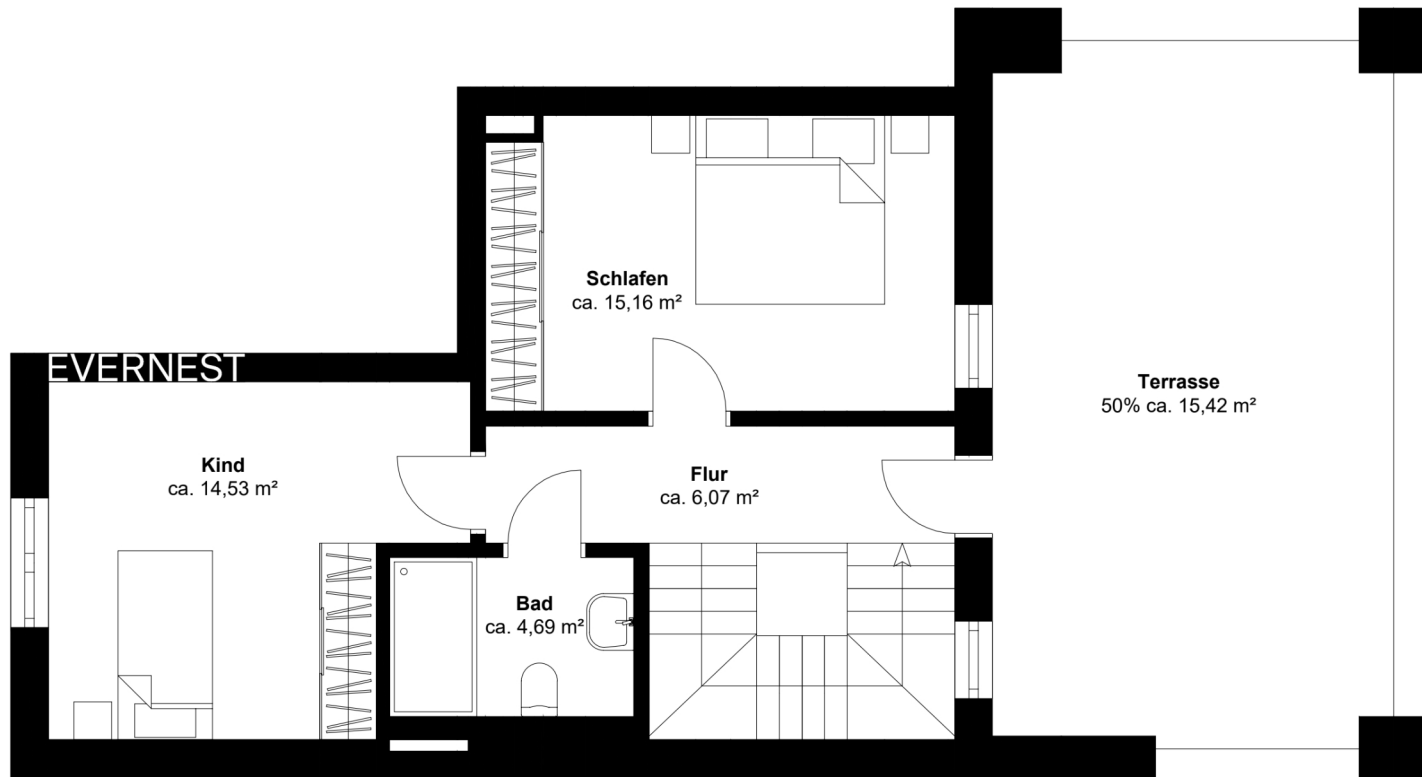 Schlafen
ca. 15,16 m²
EVERNEST
Terrasse
50% ca. 15,42 m²
Kind
ca. 14,53 m²
Flur
ca. 6,07 m²
Bad
ca. 4,69 m²